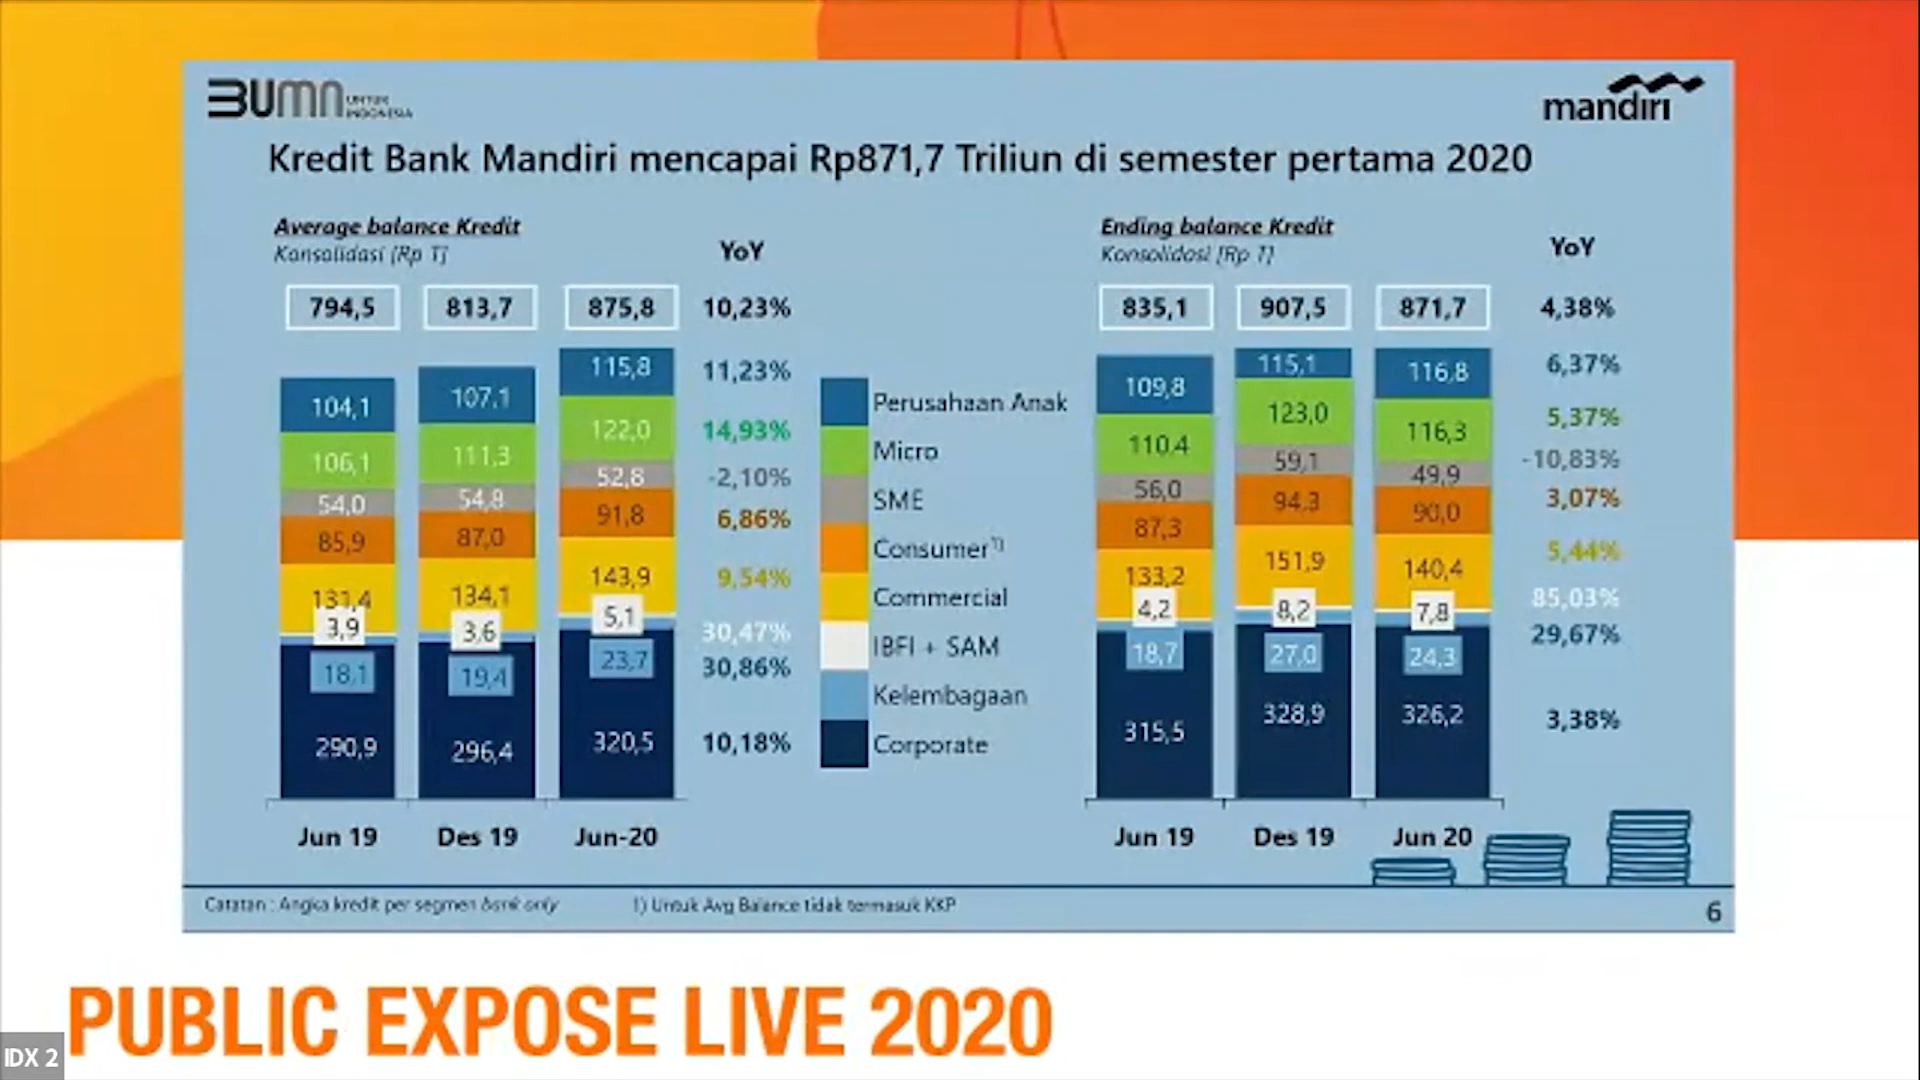 BUMN UNTUK INDONESIA
mandiri
Kredit Bank Mandiri mencapai Rp871,7 Triliun di semester pertama 2020
Average balance Kredit
Konsolidasi [Rp T]
YoY
794,5 813,7 875,8 10,23%
104,1 107,1 115,8 11,23%
106,1 111,3 122,0 14,93%
54,0 54,8 52,8 -2,10%
85,9 87,0 91,8 6,86%
131,4 134,1 143,9 9,54%
3,9 3,6 5,1 30,47%
18,1 19,4 23,7 30,86%
290,9 296,4 320,5 10,18%
Jun 19 Des 19 Jun-20
Perusahaan Anak
Micro
SME
Consumer1)
Commercial
IBFI + SAM
Kelembagaan
Corporate
Ending balance Kredit
Konsolidasi [Rp T]
YoY
835,1 907,5 871,7 4,38%
109,8 115,1 116,8 6,37%
110,4 123,0 116,3 5,37%
56,0 59,1 49,9 -10,83%
87,3 94,3 90,0 3,07%
133,2 151,9 140,4 5,44%
4,2 8,2 7,8 85,03%
18,7 27,0 24,3 29,67%
315,5 328,9 326,2 3,38%
Jun 19 Des 19 Jun 20
Catatan : Angka kredit per segmen bank only 1) Untuk Avg Balance tidak termasuk KKP
6
PUBLIC EXPOSE LIVE 2020
IDX 2